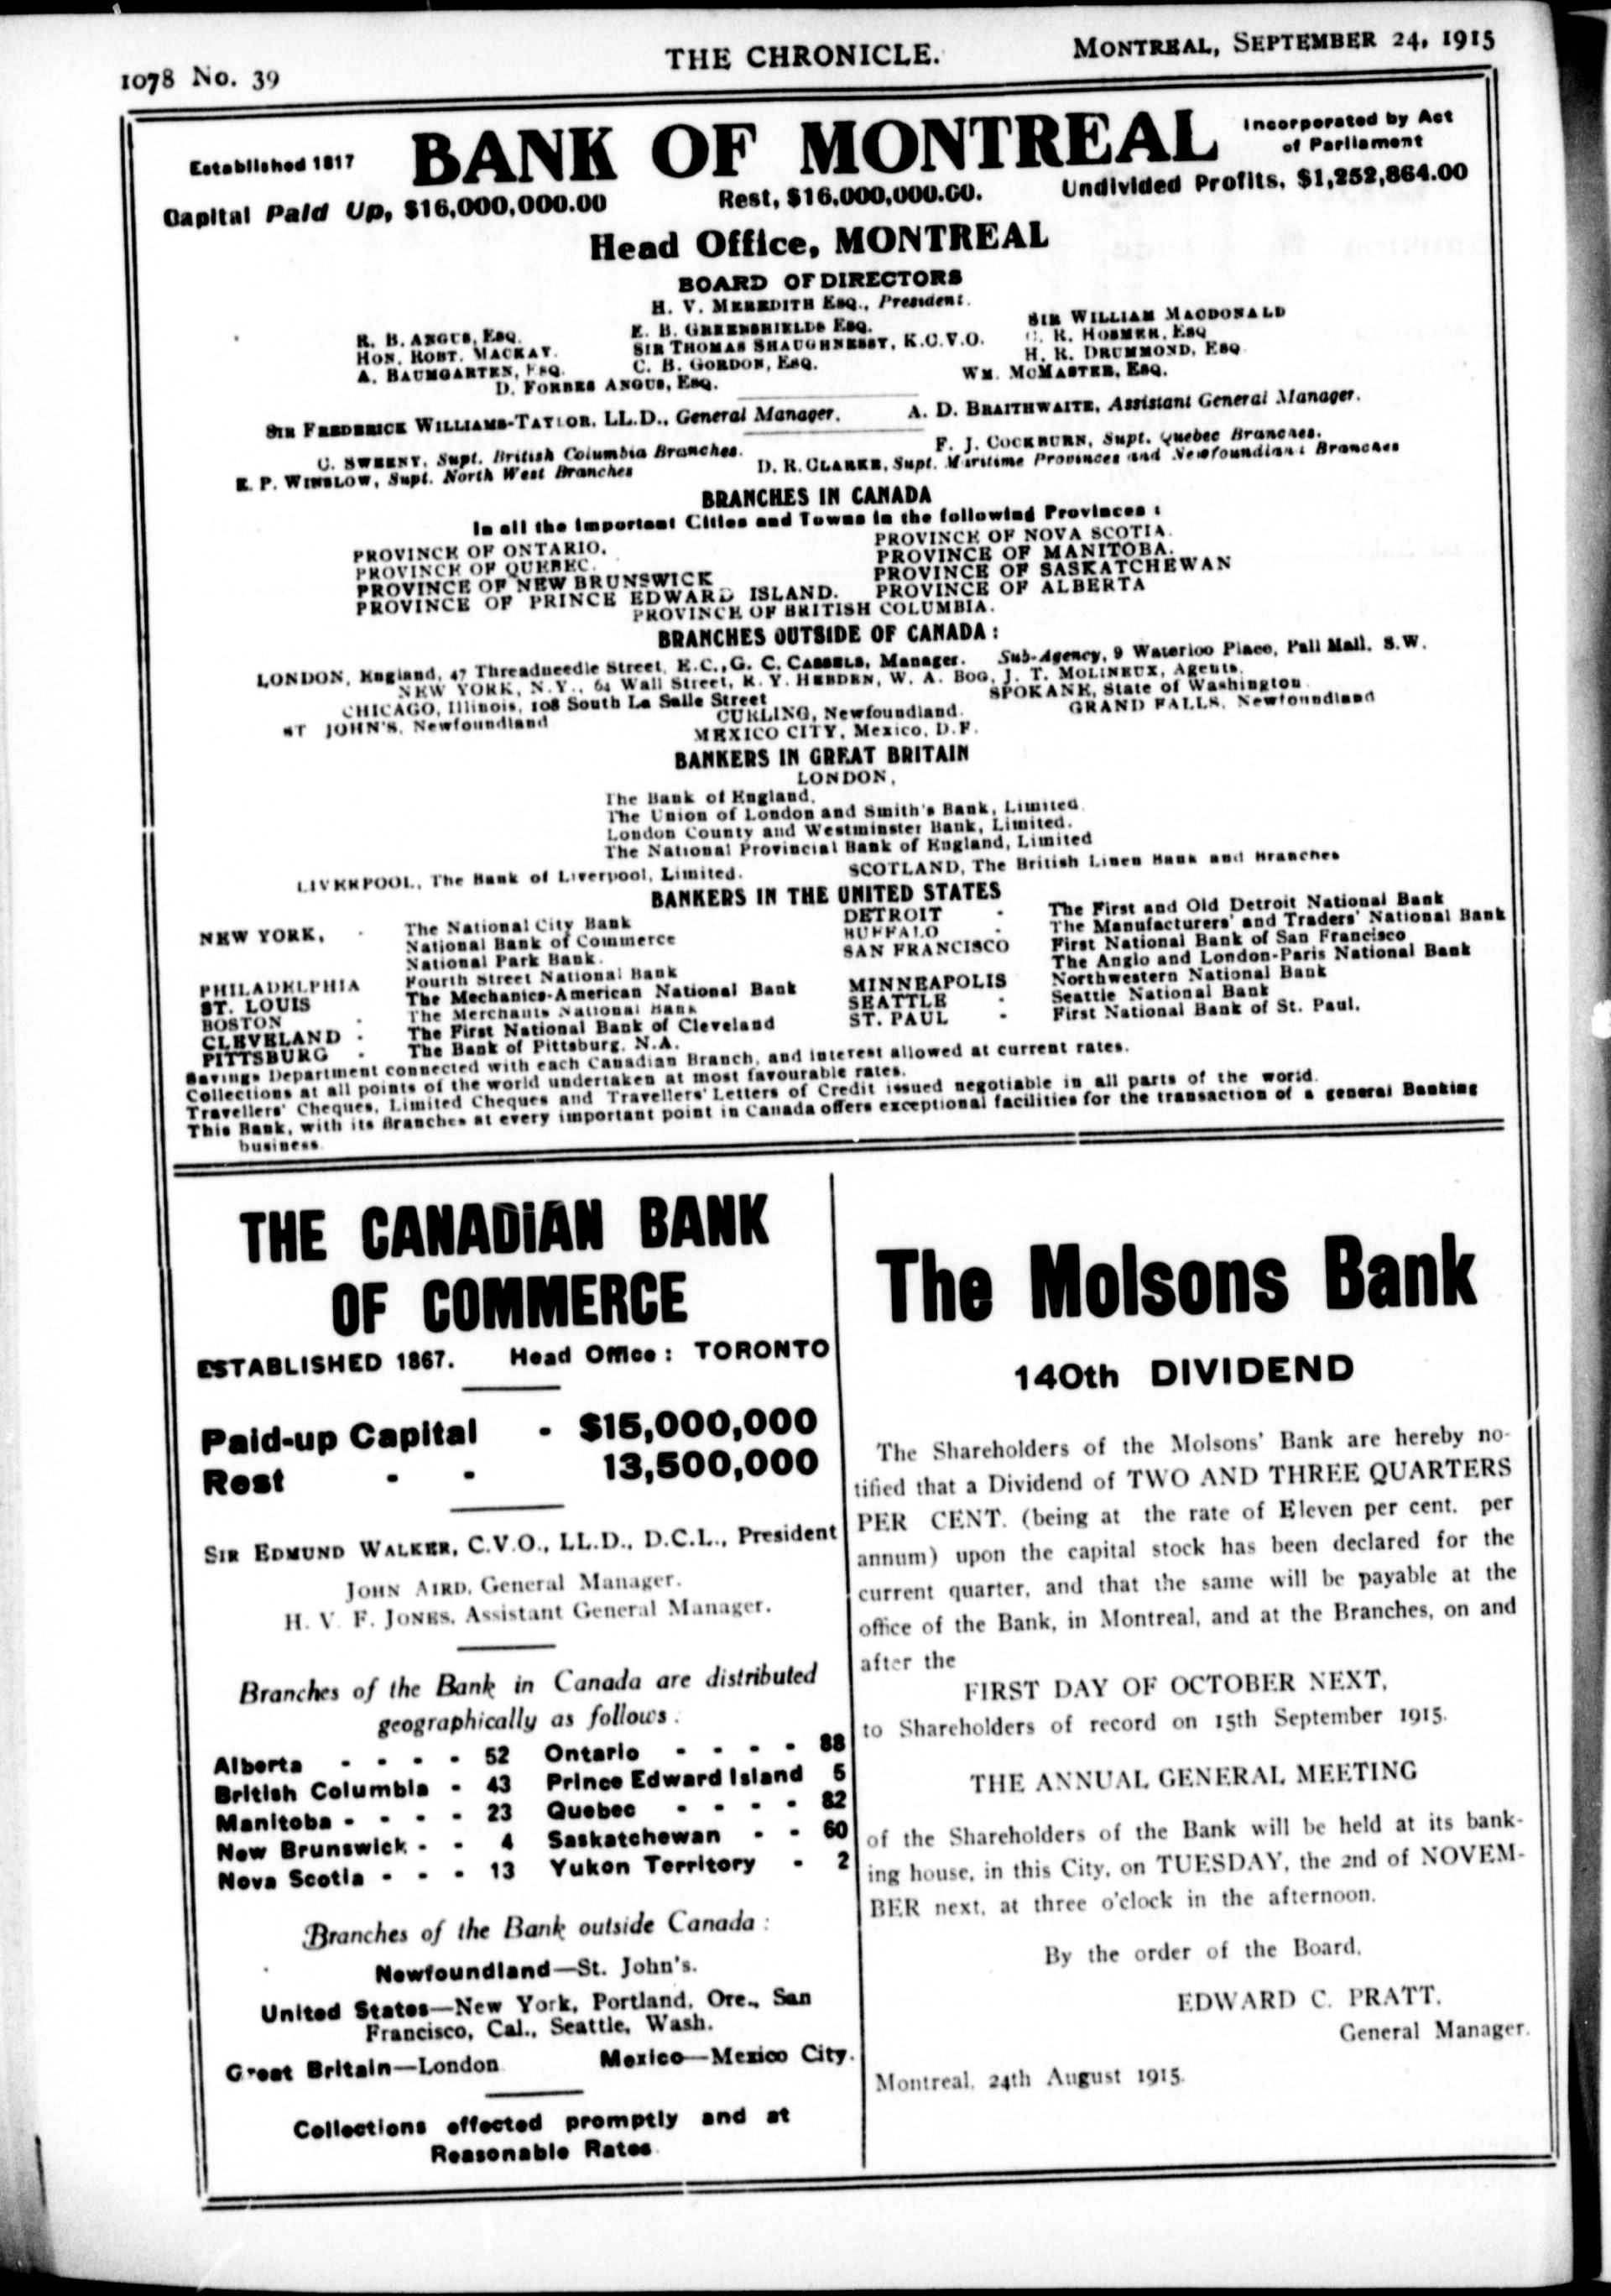 1078 No. 39
THE CHRONICLE.
MONTREAL, SEPTEMBER 24, 1915
Established 1817
BANK OF MONTREAL
Incorporated by Act
of Parliament
Capital Paid Up, $16,000,000.00
Rest, $16,000,000.00.
Undivided Profits, $1,252,864.00
Head Office, MONTREAL
BOARD OF DIRECTORS
H. V. MEREDITH ESQ., President.
R. B. ANGUS, ESQ.
E. B. GREENSHIELDS ESQ.
SIR WILLIAM MACDONALD
HON. ROBT. MACKAY.
SIR THOMAS SHAUGHNESSY, K.C.V.O.
C. R. HOSMER, ESQ
A. BAUMGARTEN, ESQ.
C. B. GORDON, ESQ.
H. R. DRUMMOND, ESQ
D. FORBES ANGUS, ESQ.
WM. MCMASTER, ESQ.
SIR FREDERICK WILLIAMS-TAYLOR, LL.D., General Manager.
A. D. BRAITHWAITE, Assistant General Manager.
C. SWEENY, Supt. British Columbia Branches.
F. J. COCKBURN, Supt. Quebec Branches.
E. P. WINSLOW, Supt. North West Branches
D. R. CLARKE, Supt. Maritime Provinces and Newfoundland Branches
BRANCHES IN CANADA
In all the important Cities and Towns in the following Provinces :
PROVINCE OF ONTARIO.
PROVINCE OF NOVA SCOTIA.
PROVINCE OF QUEBEC.
PROVINCE OF MANITOBA.
PROVINCE OF NEW BRUNSWICK
PROVINCE OF SASKATCHEWAN
PROVINCE OF PRINCE EDWARD ISLAND.
PROVINCE OF ALBERTA
PROVINCE OF BRITISH COLUMBIA.
BRANCHES OUTSIDE OF CANADA :
LONDON, England, 47 Threadneedle Street, E.C., G. C. CASSELS, Manager. Sub-Agency, 9 Waterloo Place, Pall Mall, S.W.
NEW YORK, N.Y., 64 Wall Street, R. Y. HEBDEN, W. A. BOG, J. T. MOLINEUX, Agents.
CHICAGO, Illinois, 108 South La Salle Street
SPOKANE, State of Washington
ST JOHN'S, Newfoundland
CURLING, Newfoundland.
GRAND FALLS, Newfoundland
MEXICO CITY, Mexico, D.F.
BANKERS IN GREAT BRITAIN
LONDON,
The Bank of England,
The Union of London and Smith's Bank, Limited
London County and Westminster Bank, Limited.
The National Provincial Bank of England, Limited
LIVERPOOL, The Bank of Liverpool, Limited.
SCOTLAND, The British Linen Bank and Branches
BANKERS IN THE UNITED STATES
NEW YORK, - The National City Bank
National Bank of Commerce
National Park Bank.
PHILADELPHIA Fourth Street National Bank
ST. LOUIS The Mechanics-American National Bank
BOSTON - The Merchants National Bank
CLEVELAND - The First National Bank of Cleveland
PITTSBURG - The Bank of Pittsburg, N.A.
DETROIT - The First and Old Detroit National Bank
BUFFALO - The Manufacturers' and Traders' National Bank
SAN FRANCISCO First National Bank of San Francisco
The Anglo and London-Paris National Bank
MINNEAPOLIS Northwestern National Bank
SEATTLE - Seattle National Bank
ST. PAUL - First National Bank of St. Paul.
Savings Department connected with each Canadian Branch, and interest allowed at current rates.
Collections at all points of the world undertaken at most favourable rates.
Travellers' Cheques, Limited Cheques and Travellers' Letters of Credit issued negotiable in all parts of the world.
This Bank, with its Branches at every important point in Canada offers exceptional facilities for the transaction of a general Banking
business.
THE CANADIAN BANK
OF COMMERCE
ESTABLISHED 1867. Head Office : TORONTO
Paid-up Capital - $15,000,000
Rest - - 13,500,000
SIR EDMUND WALKER, C.V.O., LL.D., D.C.L., President
JOHN AIRD, General Manager.
H. V. F. JONES, Assistant General Manager.
Branches of the Bank in Canada are distributed
geographically as follows :
Alberta - - - - 52 Ontario - - - - 88
British Columbia - 43 Prince Edward Island 5
Manitoba - - - - 23 Quebec - - - - 82
New Brunswick - - 4 Saskatchewan - - 60
Nova Scotia - - - 13 Yukon Territory - 2
Branches of the Bank outside Canada :
Newfoundland—St. John's.
United States—New York, Portland, Ore., San
Francisco, Cal., Seattle, Wash.
Great Britain—London Mexico—Mexico City.
Collections effected promptly and at
Reasonable Rates
The Molsons Bank
140th DIVIDEND
The Shareholders of the Molsons' Bank are hereby no-
tified that a Dividend of TWO AND THREE QUARTERS
PER CENT. (being at the rate of Eleven per cent. per
annum) upon the capital stock has been declared for the
current quarter, and that the same will be payable at the
office of the Bank, in Montreal, and at the Branches, on and
after the
FIRST DAY OF OCTOBER NEXT,
to Shareholders of record on 15th September 1915.
THE ANNUAL GENERAL MEETING
of the Shareholders of the Bank will be held at its bank-
ing house, in this City, on TUESDAY, the 2nd of NOVEM-
BER next, at three o'clock in the afternoon.
By the order of the Board,
EDWARD C. PRATT,
General Manager.
Montreal, 24th August 1915.